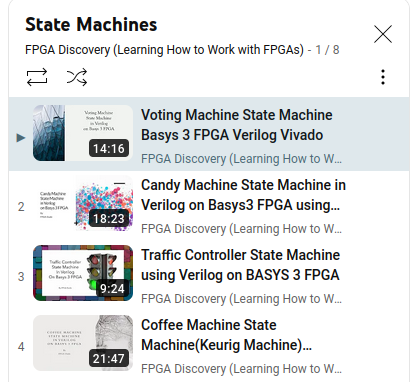 State Machines
FPGA Discovery (Learning How to Work with FPGAs) - 1 / 8
Voting Machine
State Machine
in Verilog
on Basys 3 FPGA
14:16
Voting Machine State Machine
Basys 3 FPGA Verilog Vivado
FPGA Discovery (Learning How to W...
2
Candy Machine
State Machine
in Verilog
on Basys 3
18:23
Candy Machine State Machine in
Verilog on Basys3 FPGA using...
FPGA Discovery (Learning How to W...
3
Traffic Controller
State Machine
in Verilog
On Basys 3 FPGA
9:24
Traffic Controller State Machine
using Verilog on BASYS 3 FPGA
FPGA Discovery (Learning How to W...
4
COFFEE MACHINE
STATE MACHINE
IN VERILOG
ON BASYS 3 FPGA
21:47
Coffee Machine State
Machine(Keurig Machine)...
FPGA Discovery (Learning How to W...